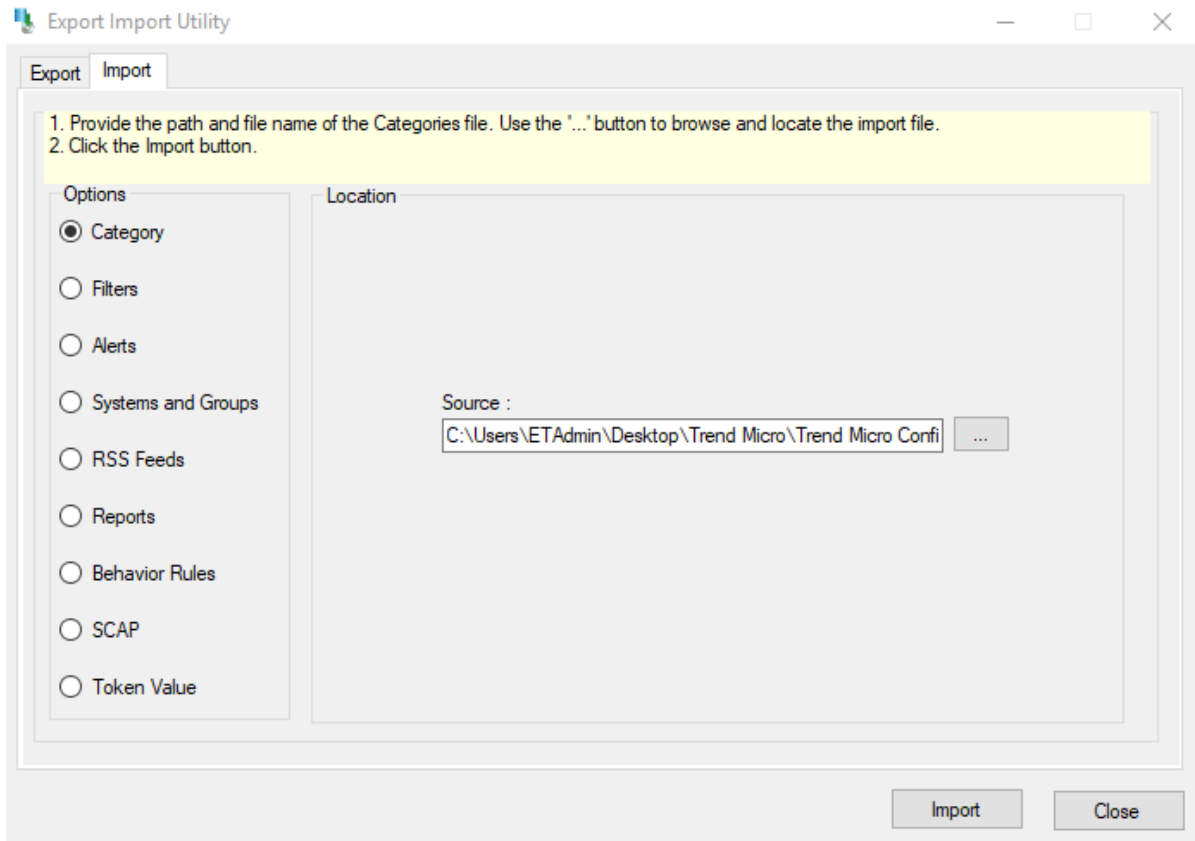 Export Import Utility
Export
Import
1. Provide the path and file name of the Categories file. Use the '...' button to browse and locate the import file.
2. Click the Import button.
Options
Category
Filters
Alerts
Systems and Groups
RSS Feeds
Reports
Behavior Rules
SCAP
Token Value
Location
Source :
C:\Users\ETAdmin\Desktop\Trend Micro\Trend Micro Confi
...
Import
Close